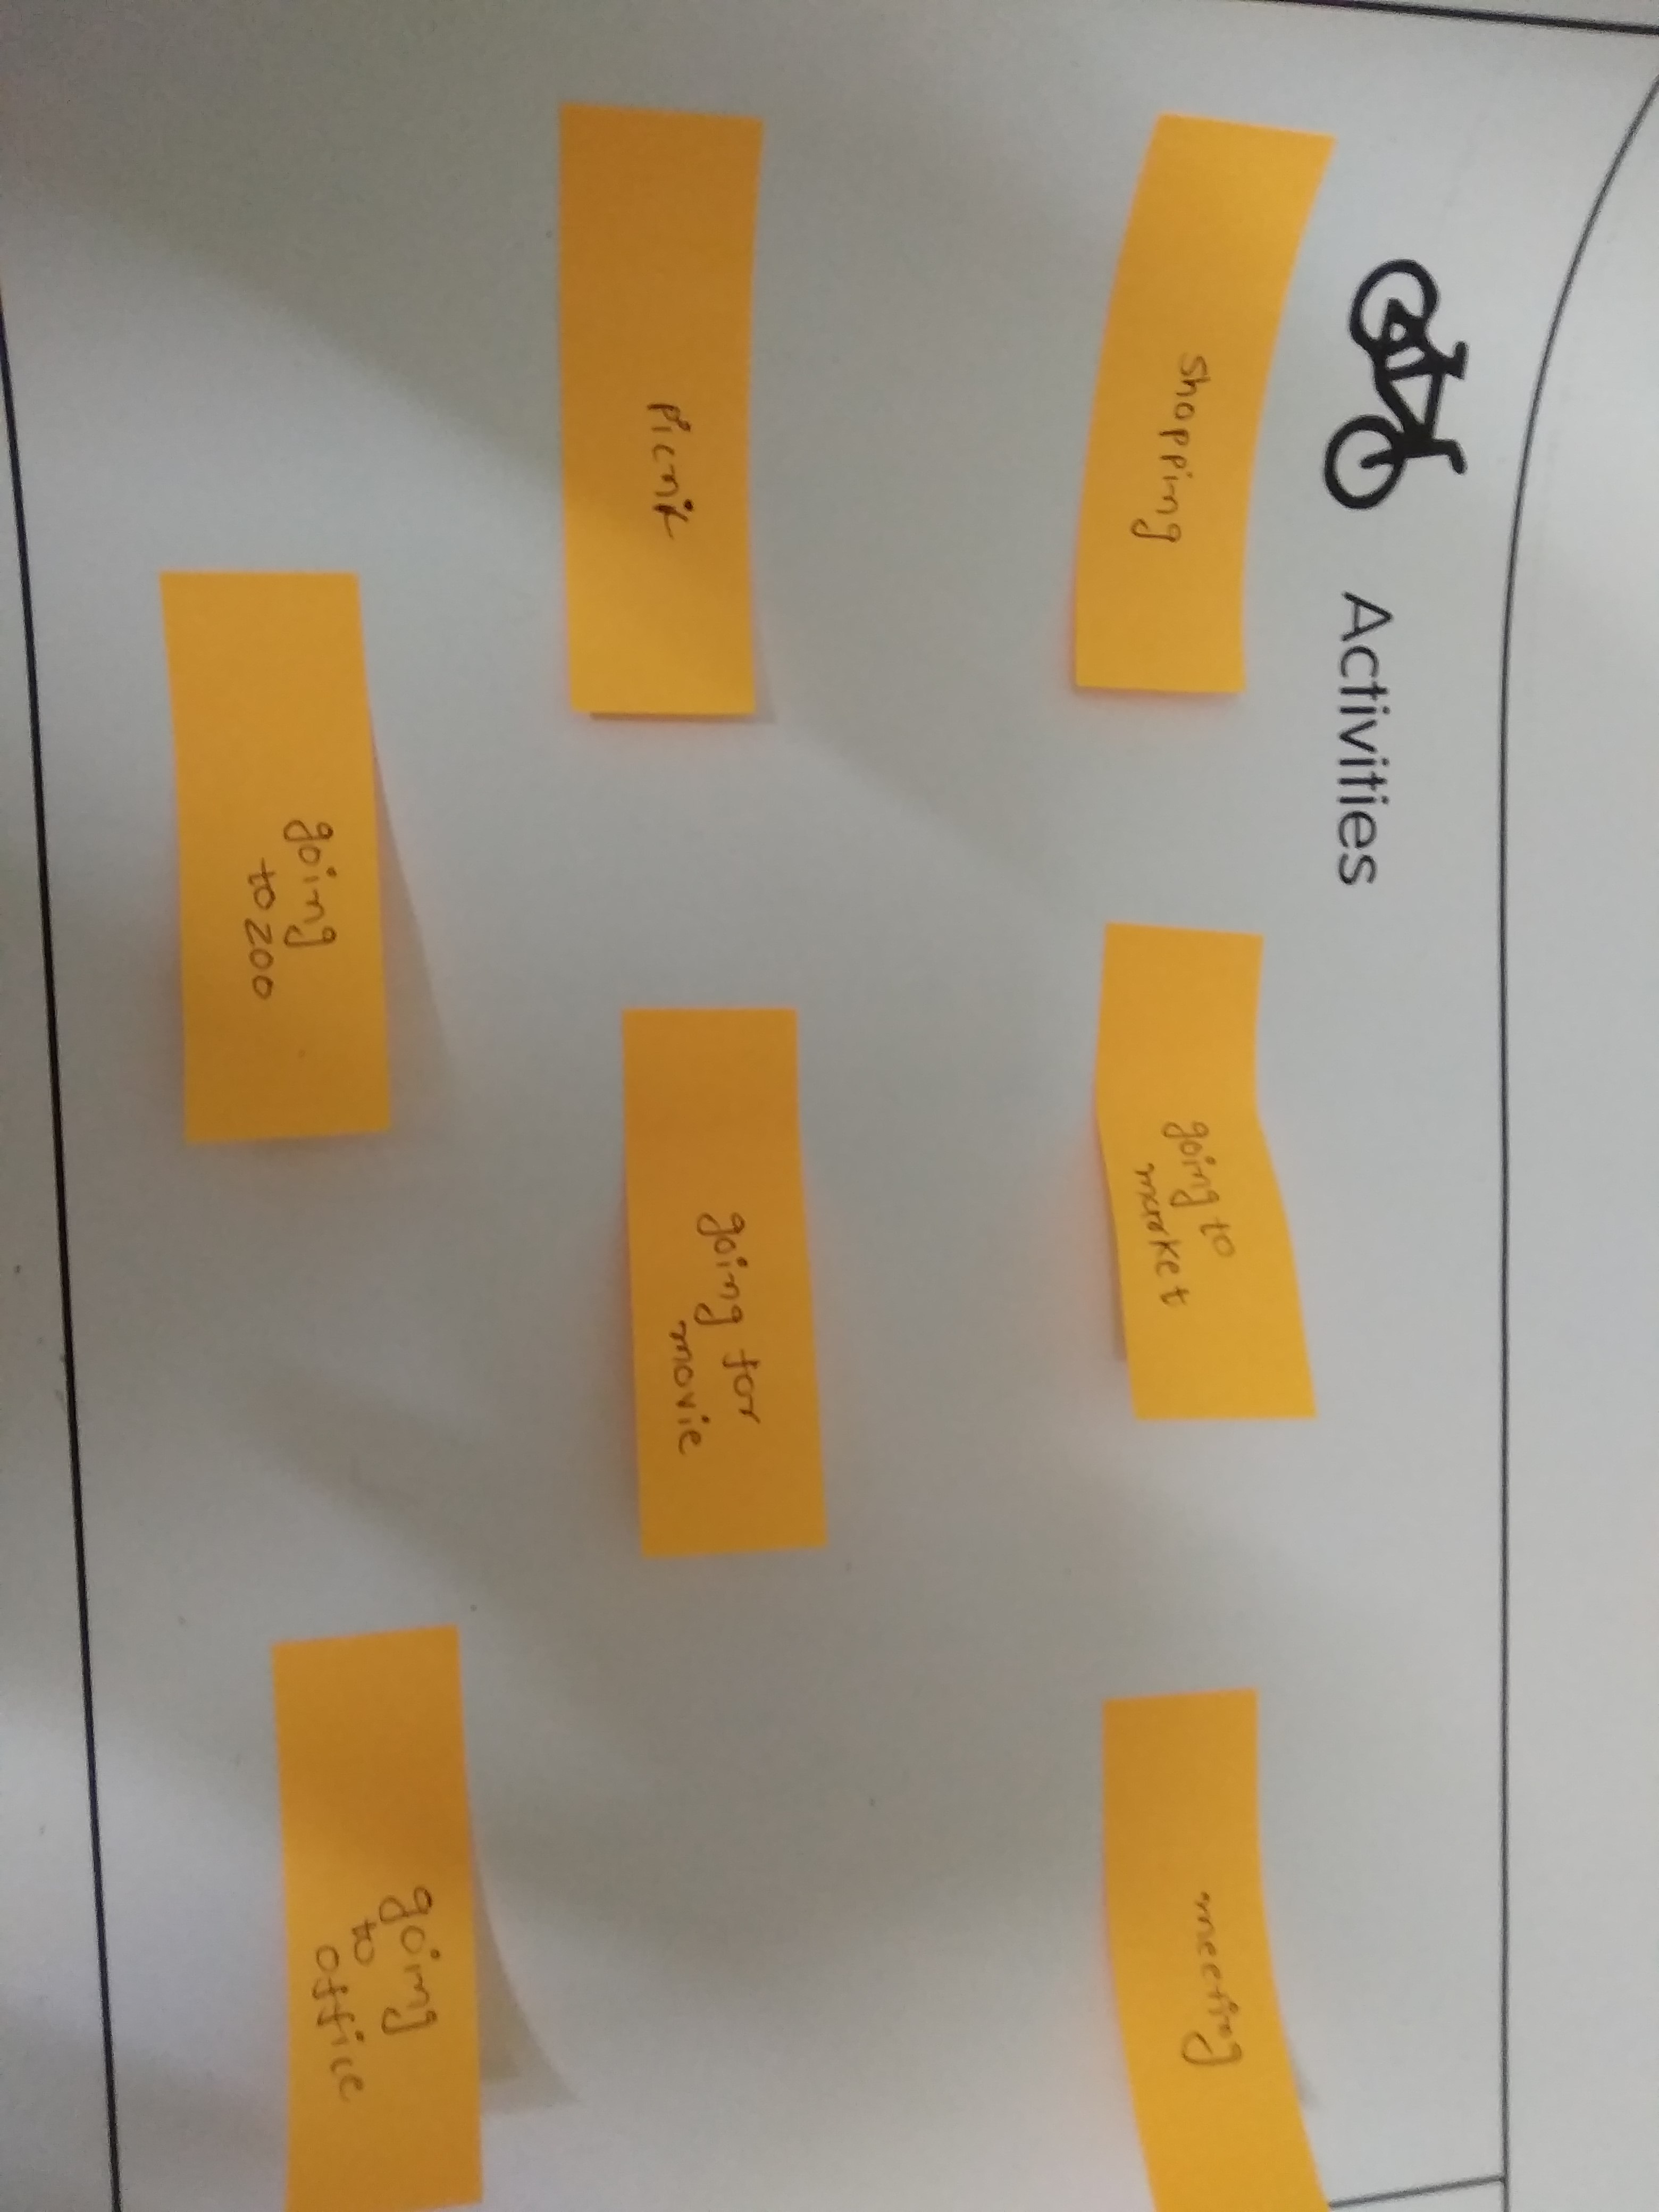 Activities
shopping
going to
market
meeting
picnik
going for
movie
going
to zoo
going
to
office